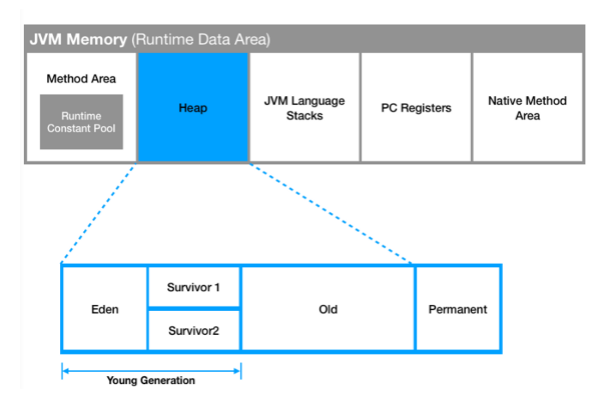 JVM Memory (Runtime Data Area)
Method Area
Runtime
Constant Pool
Heap
JVM Language
Stacks
PC Registers
Native Method
Area
Eden
Survivor 1
Survivor2
Old
Permanent
Young Generation